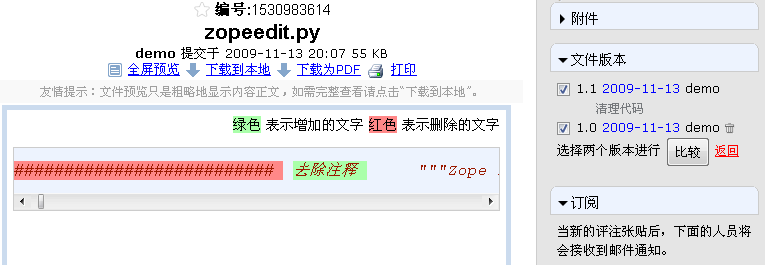 编号:1530983614
zopeedit.py
demo 提交于 2009-11-13 20:07 55 KB
全屏预览 下载到本地 下载为PDF 打印
友情提示：文件预览只是粗略地显示内容正文，如需完整查看请点击“下载到本地”。
绿色 表示增加的文字 红色 表示删除的文字
########################## 去除注释 """Zope
附件
文件版本
1.1 2009-11-13 demo
清理代码
1.0 2009-11-13 demo
选择两个版本进行 比较 返回
订阅
当新的评注张贴后，下面的人员将
会接收到邮件通知。